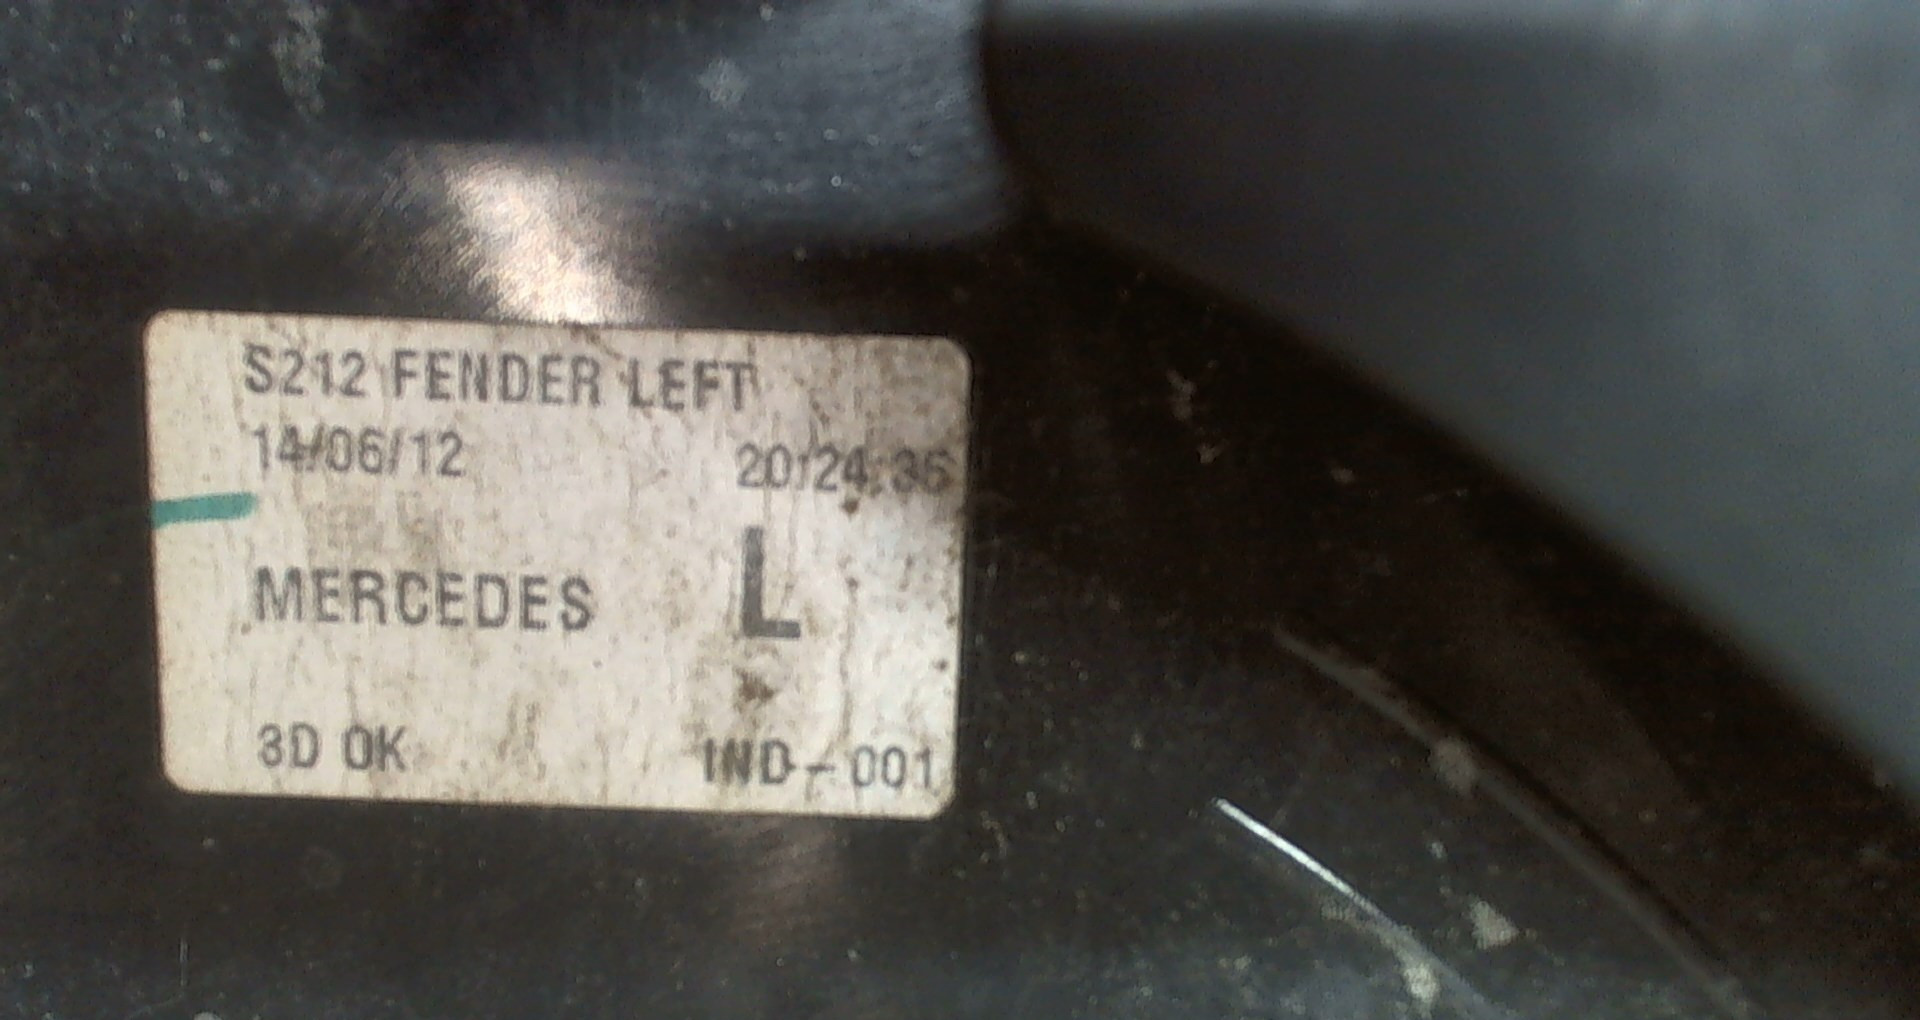 S212 FENDER LEFT
14/06/12 20:24:36
MERCEDES L
3D OK IND-001